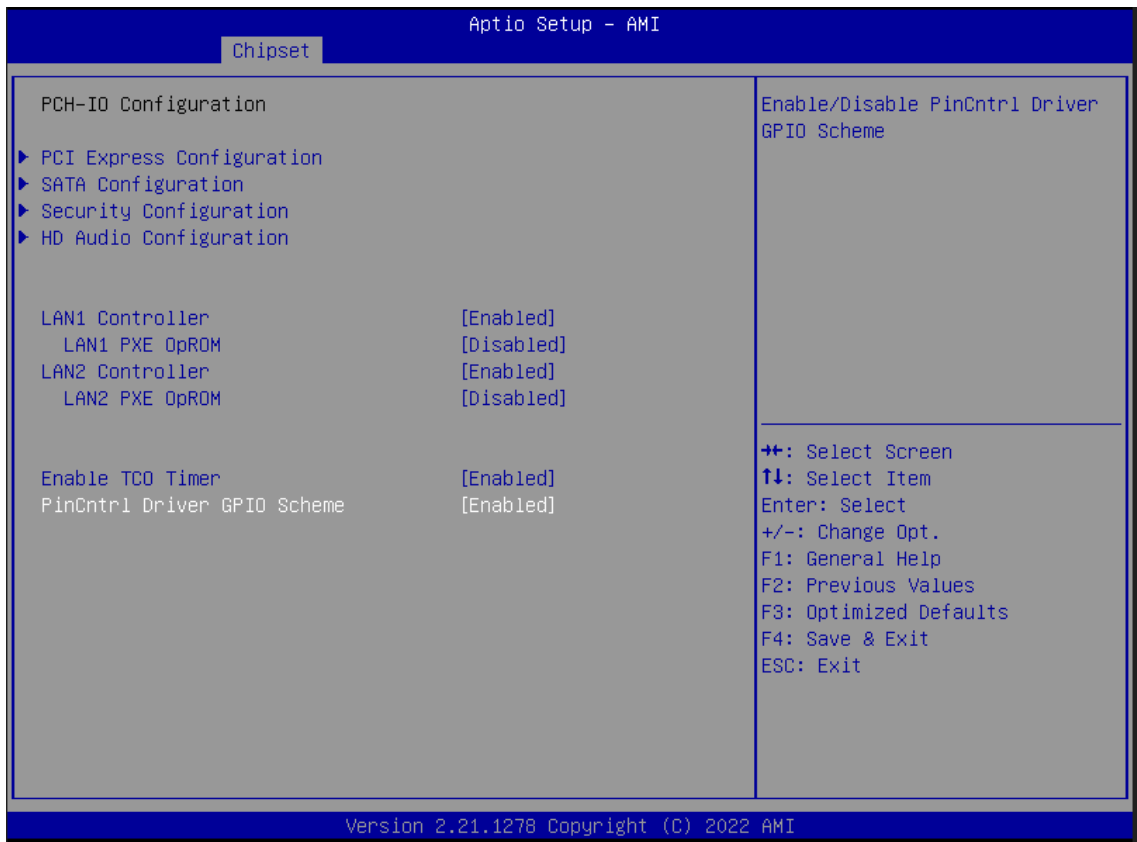 Aptio Setup - AMI
Chipset
PCH-IO Configuration
PCI Express Configuration
SATA Configuration
Security Configuration
HD Audio Configuration
LAN1 Controller [Enabled]
LAN1 PXE OpROM [Disabled]
LAN2 Controller [Enabled]
LAN2 PXE OpROM [Disabled]
Enable TCO Timer [Enabled]
PinCntrl Driver GPIO Scheme [Enabled]
Enable/Disable PinCntrl Driver
GPIO Scheme
→←: Select Screen
↑↓: Select Item
Enter: Select
+/-: Change Opt.
F1: General Help
F2: Previous Values
F3: Optimized Defaults
F4: Save & Exit
ESC: Exit
Version 2.21.1278 Copyright (C) 2022 AMI